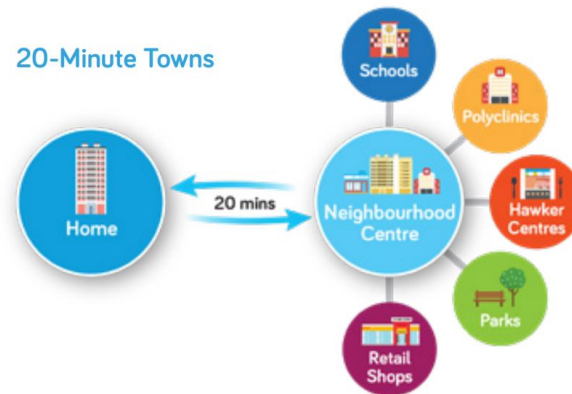 20-Minute Towns
Schools
Polyclinics
Home
20 mins
Neighbourhood
Centre
Hawker
Centres
Parks
Retail
Shops